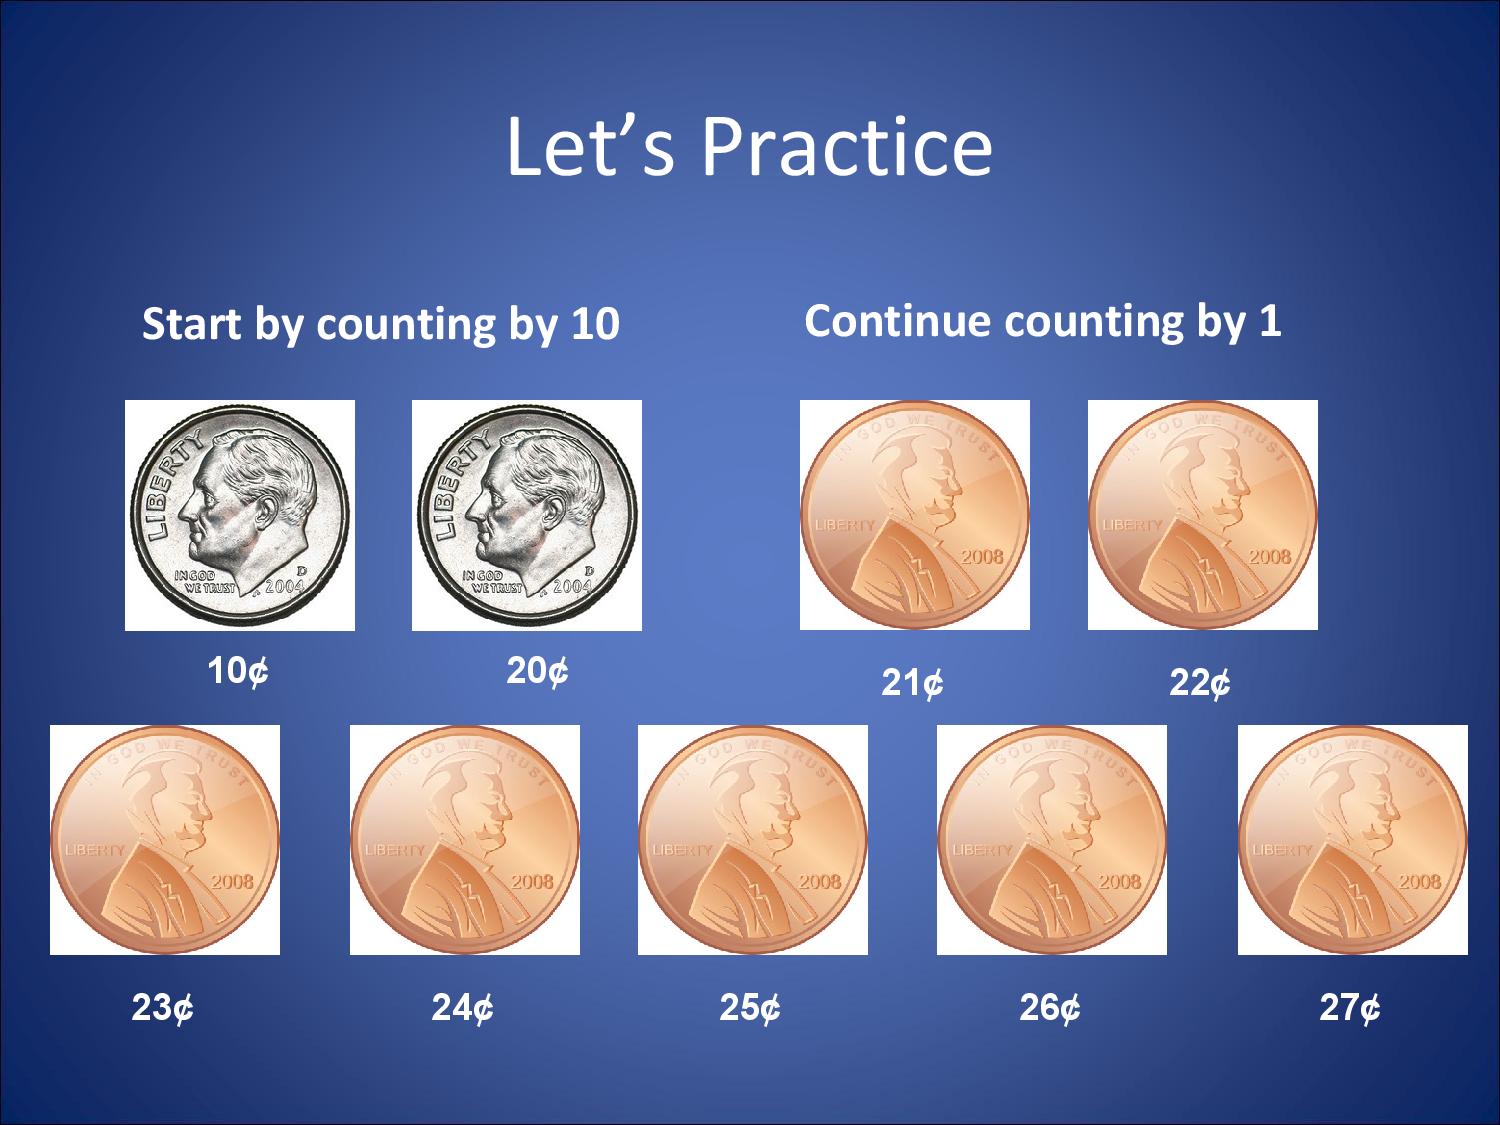 Let’s Practice
Start by counting by 10
Continue counting by 1
LIBERTY
IN GOD
WE TRUST
D
2004
LIBERTY
IN GOD
WE TRUST
D
2004
IN GOD WE TRUST
LIBERTY
2008
IN GOD WE TRUST
LIBERTY
2008
10¢
20¢
21¢
22¢
IN GOD WE TRUST
LIBERTY
2008
IN GOD WE TRUST
LIBERTY
2008
IN GOD WE TRUST
LIBERTY
2008
IN GOD WE TRUST
LIBERTY
2008
IN GOD WE TRUST
LIBERTY
2008
23¢
24¢
25¢
26¢
27¢